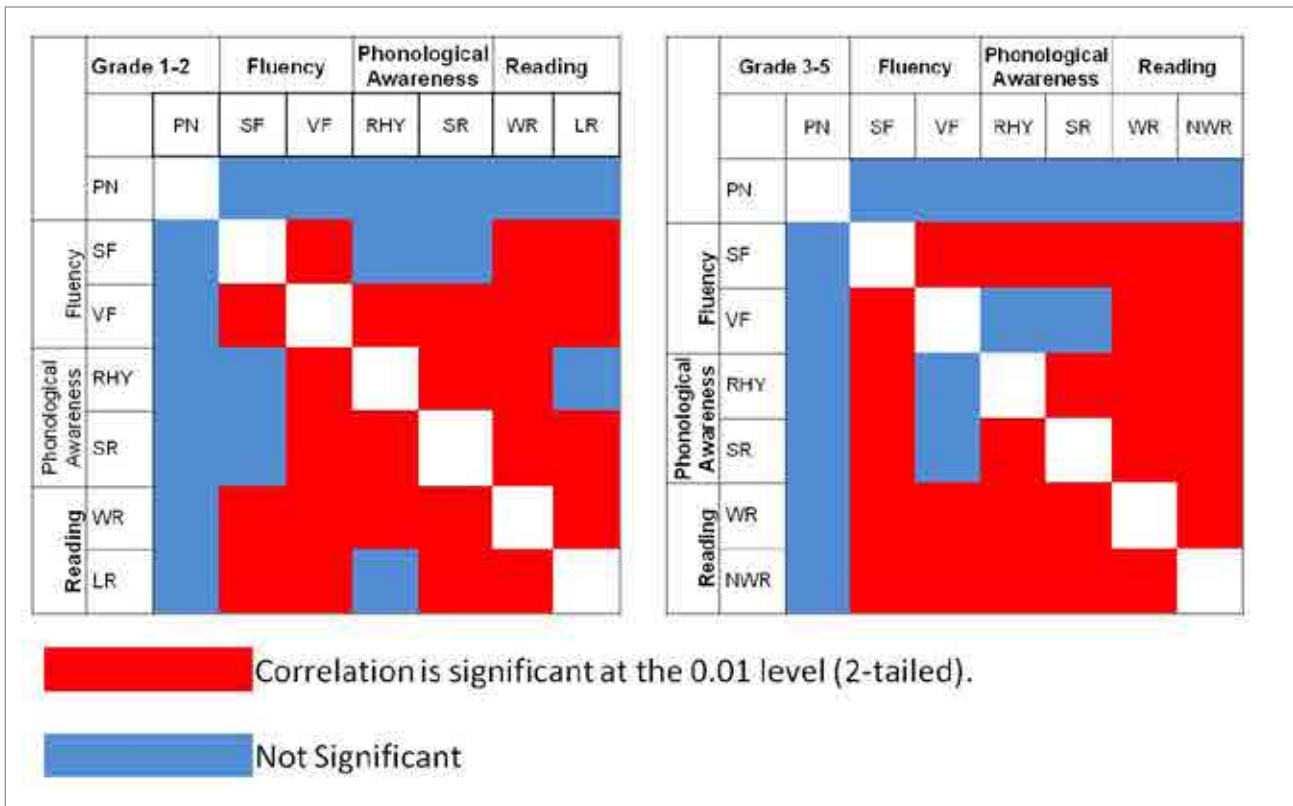 Grade 1-2 Fluency Phonological Awareness Reading
PN SF VF RHY SR WR LR
PN
Fluency
SF
VF
Phonological Awareness
RHY
SR
Reading
WR
LR
Grade 3-5 Fluency Phonological Awareness Reading
PN SF VF RHY SR WR NWR
PN
Fluency
SF
VF
Phonological Awareness
RHY
SR
Reading
WR
NWR
Correlation is significant at the 0.01 level (2-tailed).
Not Significant